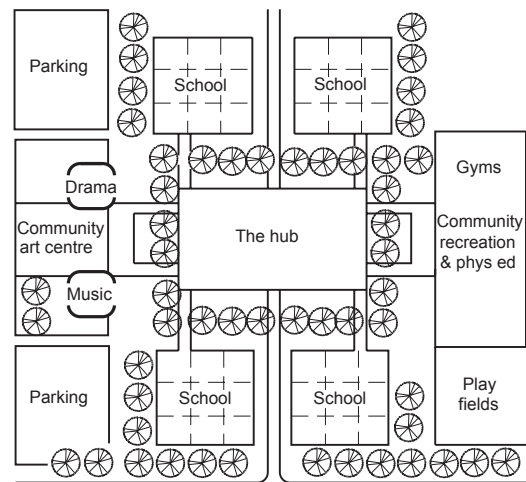 Parking
School
School
Drama
Gyms
Community
art centre
The hub
Community
recreation
& phys ed
Music
Parking
School
School
Play
fields